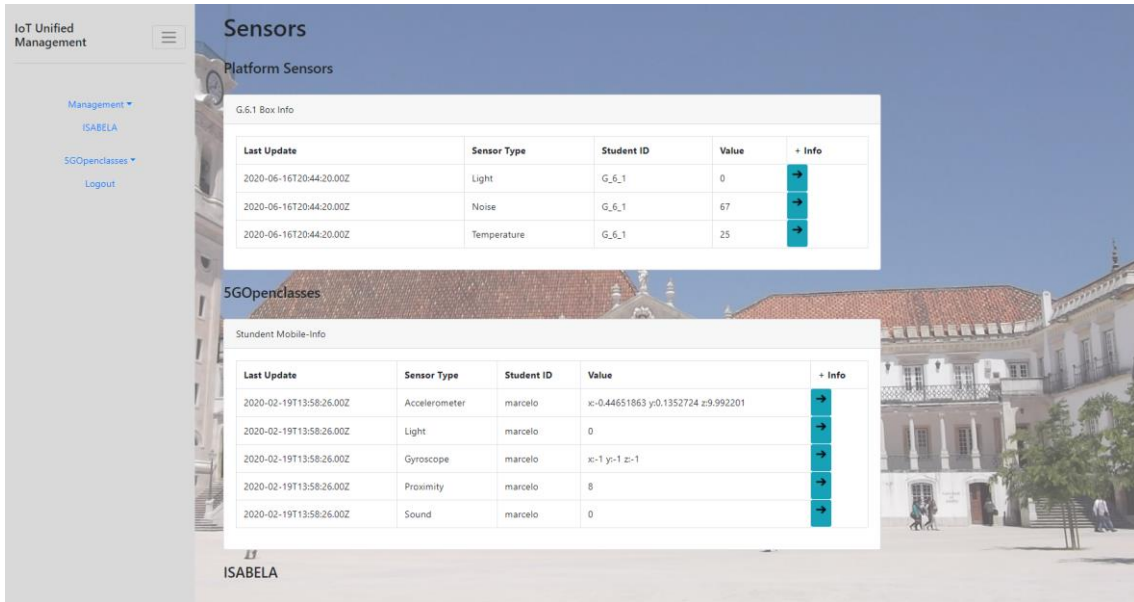 IoT Unified
Management
Management
ISABELA
5GOpenclasses
Logout
Sensors
Platform Sensors
G.6.1 Box Info
Last Update Sensor Type Student ID Value + Info
2020-06-16T20:44:20.00Z Light G_6_1 0
2020-06-16T20:44:20.00Z Noise G_6_1 67
2020-06-16T20:44:20.00Z Temperature G_6_1 25
5GOpenclasses
Stundent Mobile-Info
Last Update Sensor Type Student ID Value + Info
2020-02-19T13:58:26.00Z Accelerometer marcelo x:-0.44651863 y:0.1352724 z:9.992201
2020-02-19T13:58:26.00Z Light marcelo 0
2020-02-19T13:58:26.00Z Gyroscope marcelo x:-1 y:-1 z:-1
2020-02-19T13:58:26.00Z Proximity marcelo 8
2020-02-19T13:58:26.00Z Sound marcelo 0
ISABELA